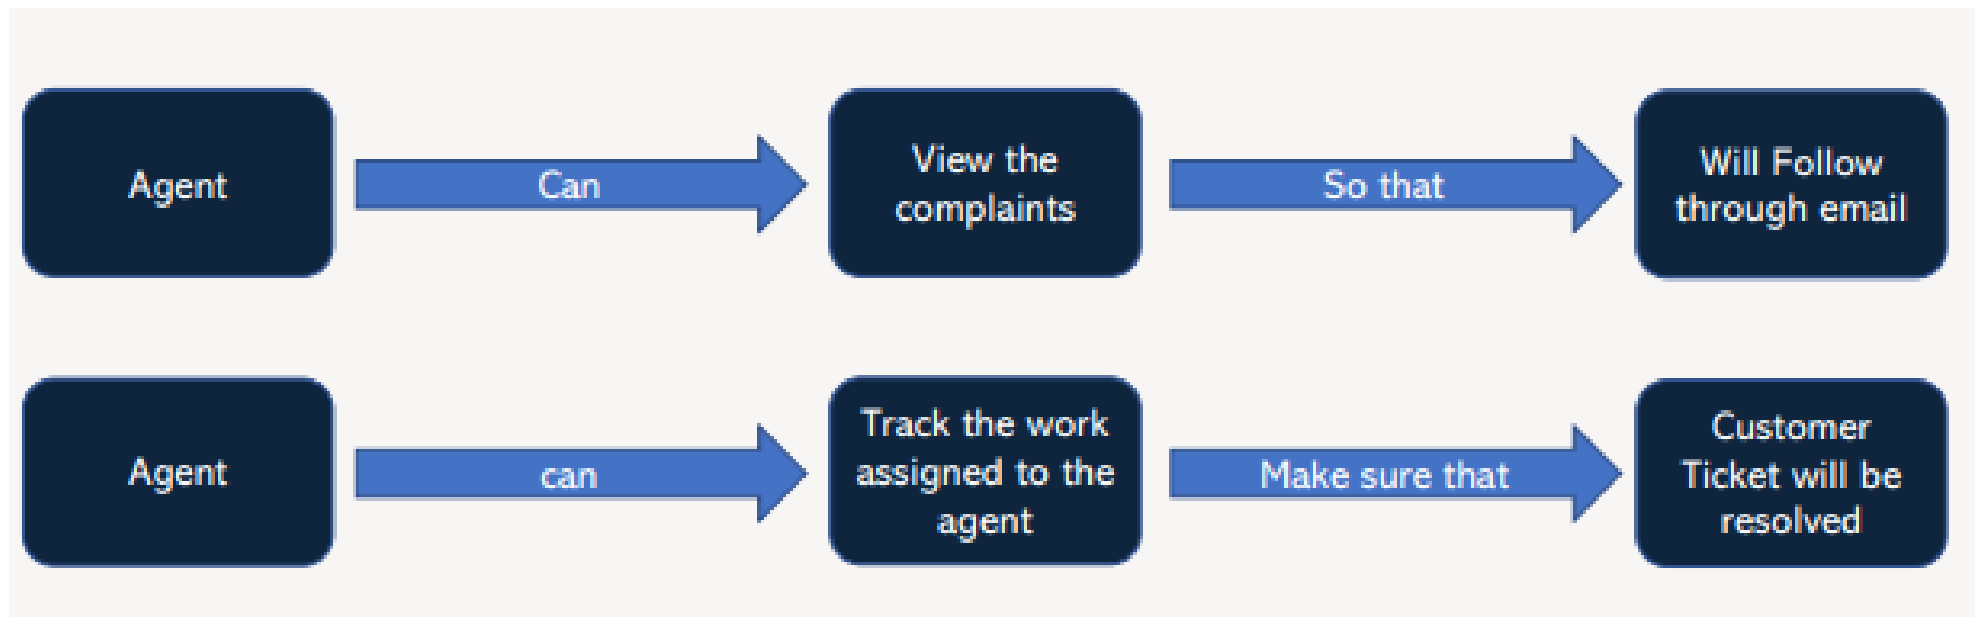 Agent
Can
View the
complaints
So that
Will Follow
through email
Agent
can
Track the work
assigned to the
agent
Make sure that
Customer
Ticket will be
resolved